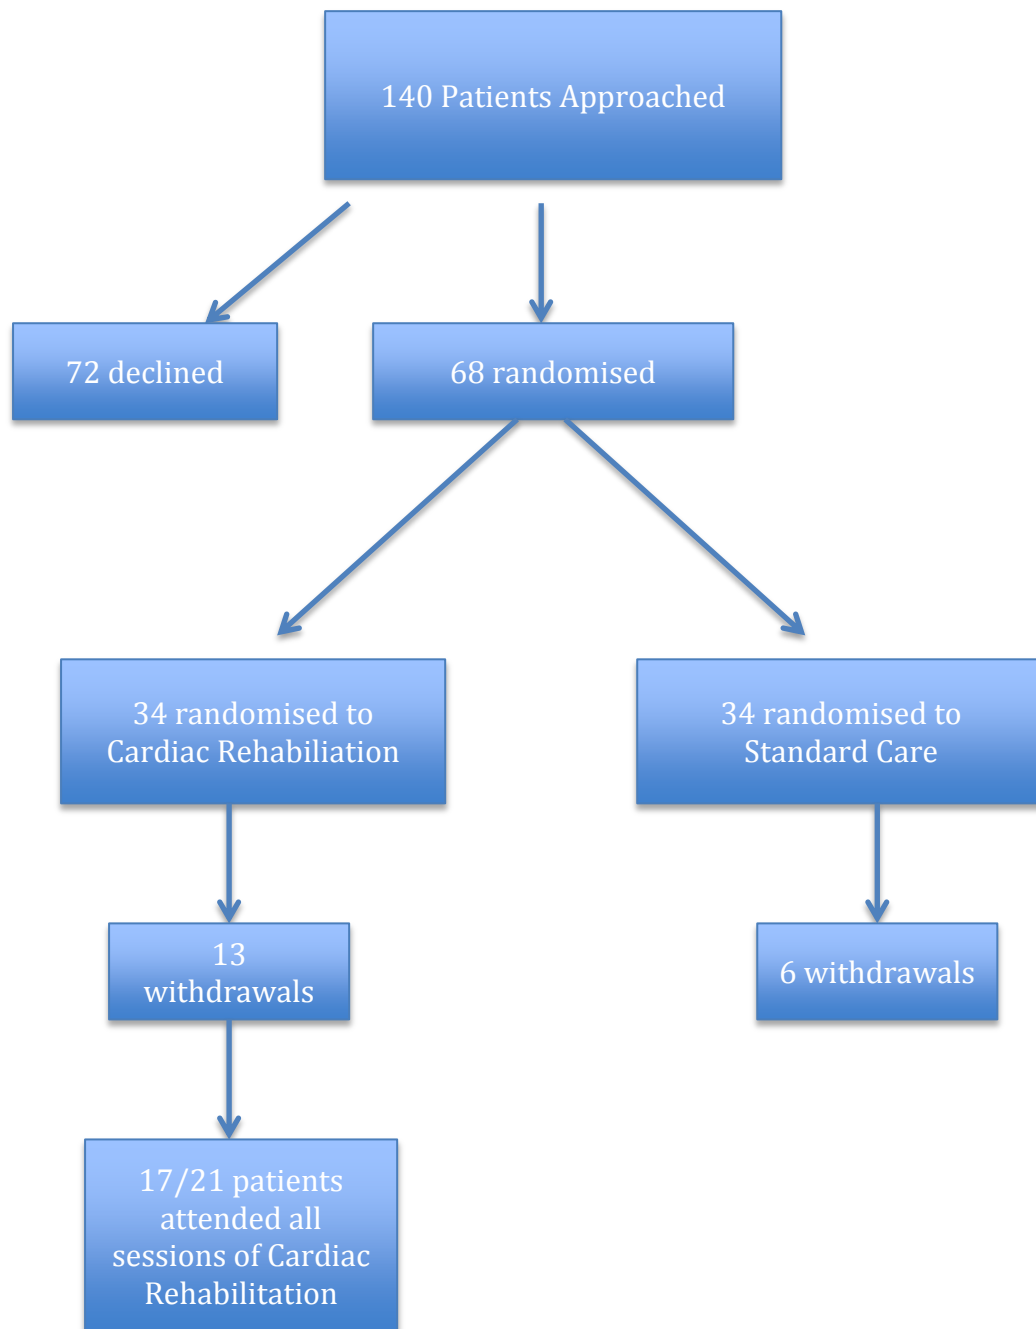 140 Patients Approached
72 declined
68 randomised
34 randomised to
Cardiac Rehabiliation
34 randomised to
Standard Care
13
withdrawals
6 withdrawals
17/21 patients
attended all
sessions of Cardiac
Rehabilitation